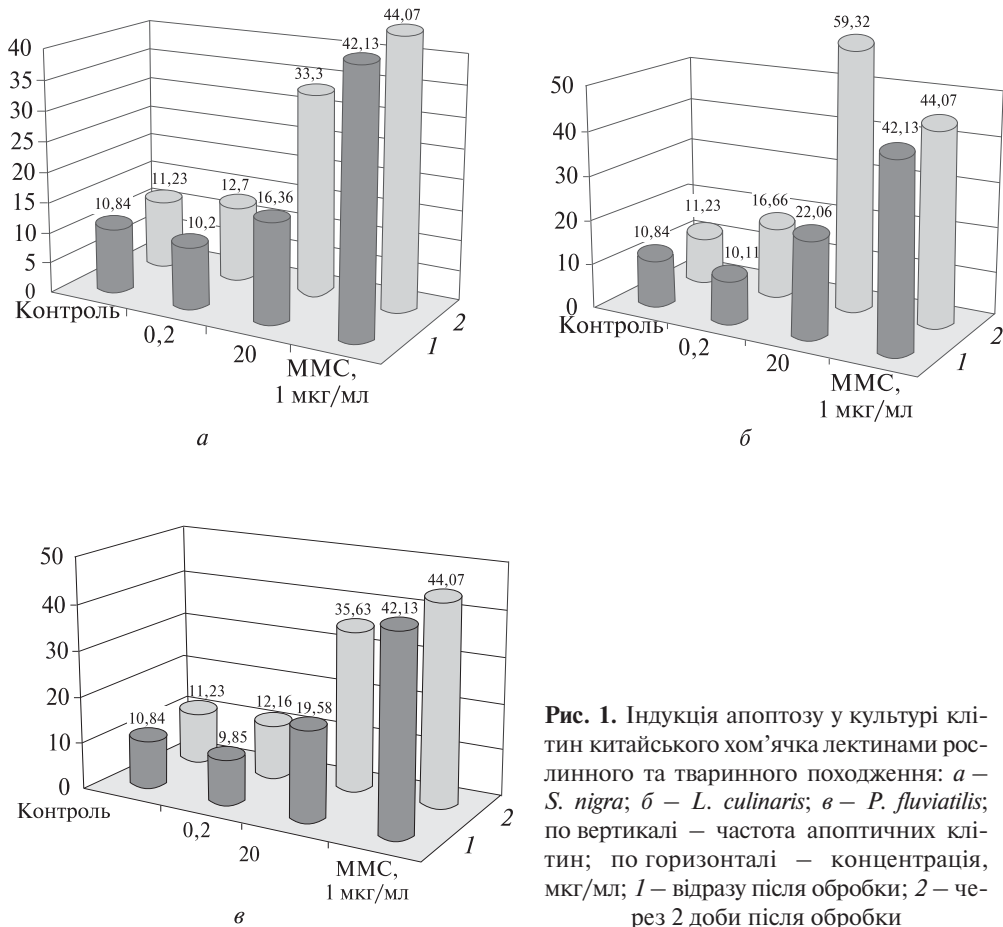 44,07
42,13
40
35
33,3
30
25
20
15
12,7
16,36
11,23
10,84
10,2
10
5
0
Контроль
0,2
20
ММС,
1 мкг/мл
1
2
а
59,32
50
44,07
42,13
40
30
22,06
20
16,66
11,23
10,84
10,11
10
0
Контроль
0,2
20
ММС,
1 мкг/мл
1
2
б
50
44,07
40
35,63
42,13
30
20
12,16
19,58
11,23
10,84
9,85
10
0
Контроль
0,2
20
ММС,
1 мкг/мл
1
2
в
Рис. 1. Індукція апоптозу у культурі клі-
тин китайського хом’ячка лектинами рос-
линного та тваринного походження: а –
S. nigra; б – L. culinaris; в – P. fluviatilis;
по вертикалі – частота апоптичних клі-
тин; по горизонталі – концентрація,
мкг/мл; 1 – відразу після обробки; 2 – че-
рез 2 доби після обробки